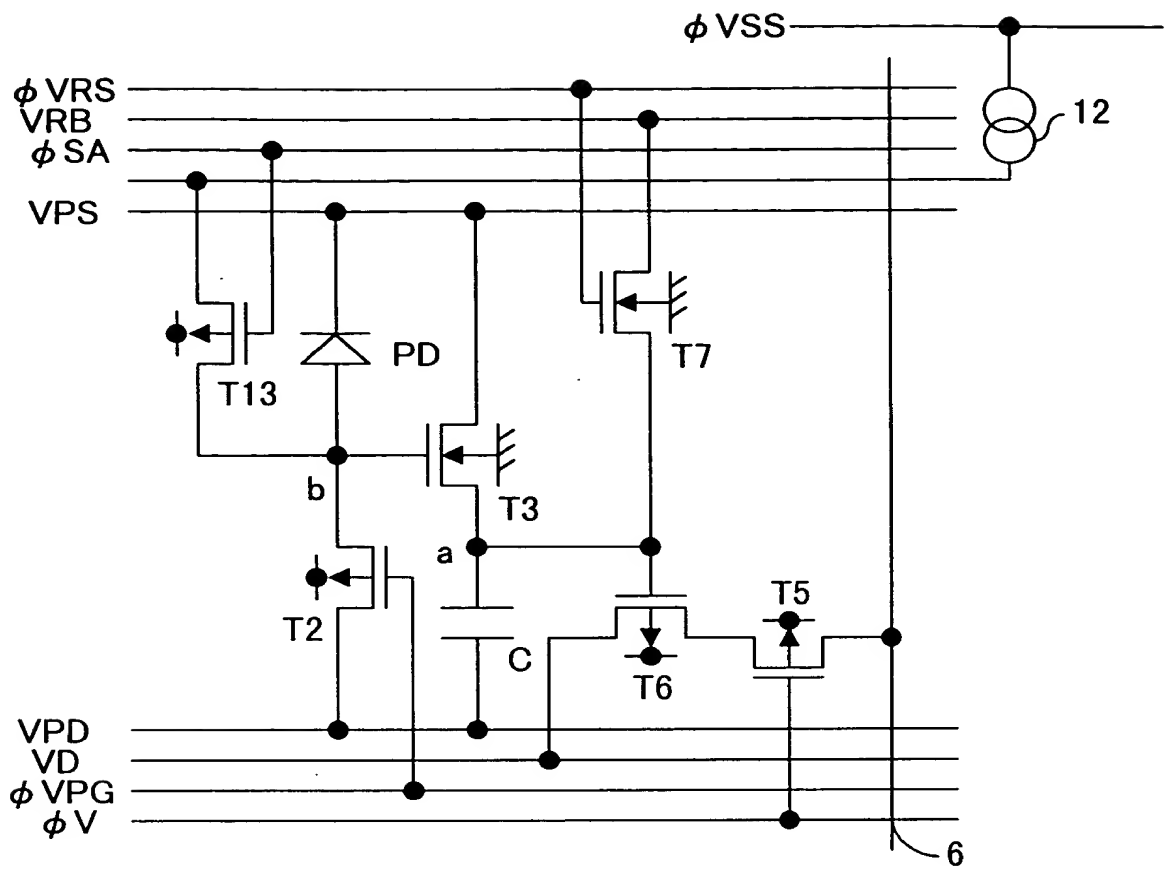 φVSS
φVRS
VRB
φSA
VPS
12
T13
PD
T7
b
T3
a
T2
C
T5
T6
VPD
VD
φVPG
φV
6